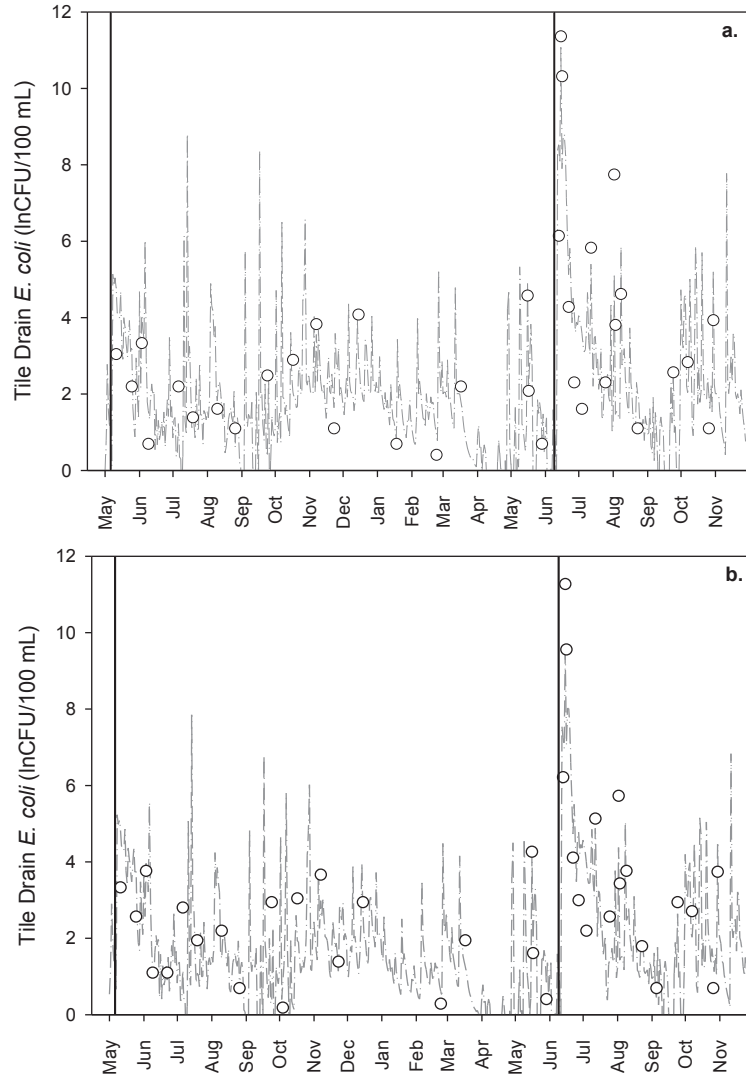 a.
Tile Drain E. coli (lnCFU/100 mL)
12
10
8
6
4
2
0
May Jun Jul Aug Sep Oct Nov Dec Jan Feb Mar Apr May Jun Jul Aug Sep Oct Nov
b.
Tile Drain E. coli (lnCFU/100 mL)
12
10
8
6
4
2
0
May Jun Jul Aug Sep Oct Nov Dec Jan Feb Mar Apr May Jun Jul Aug Sep Oct Nov